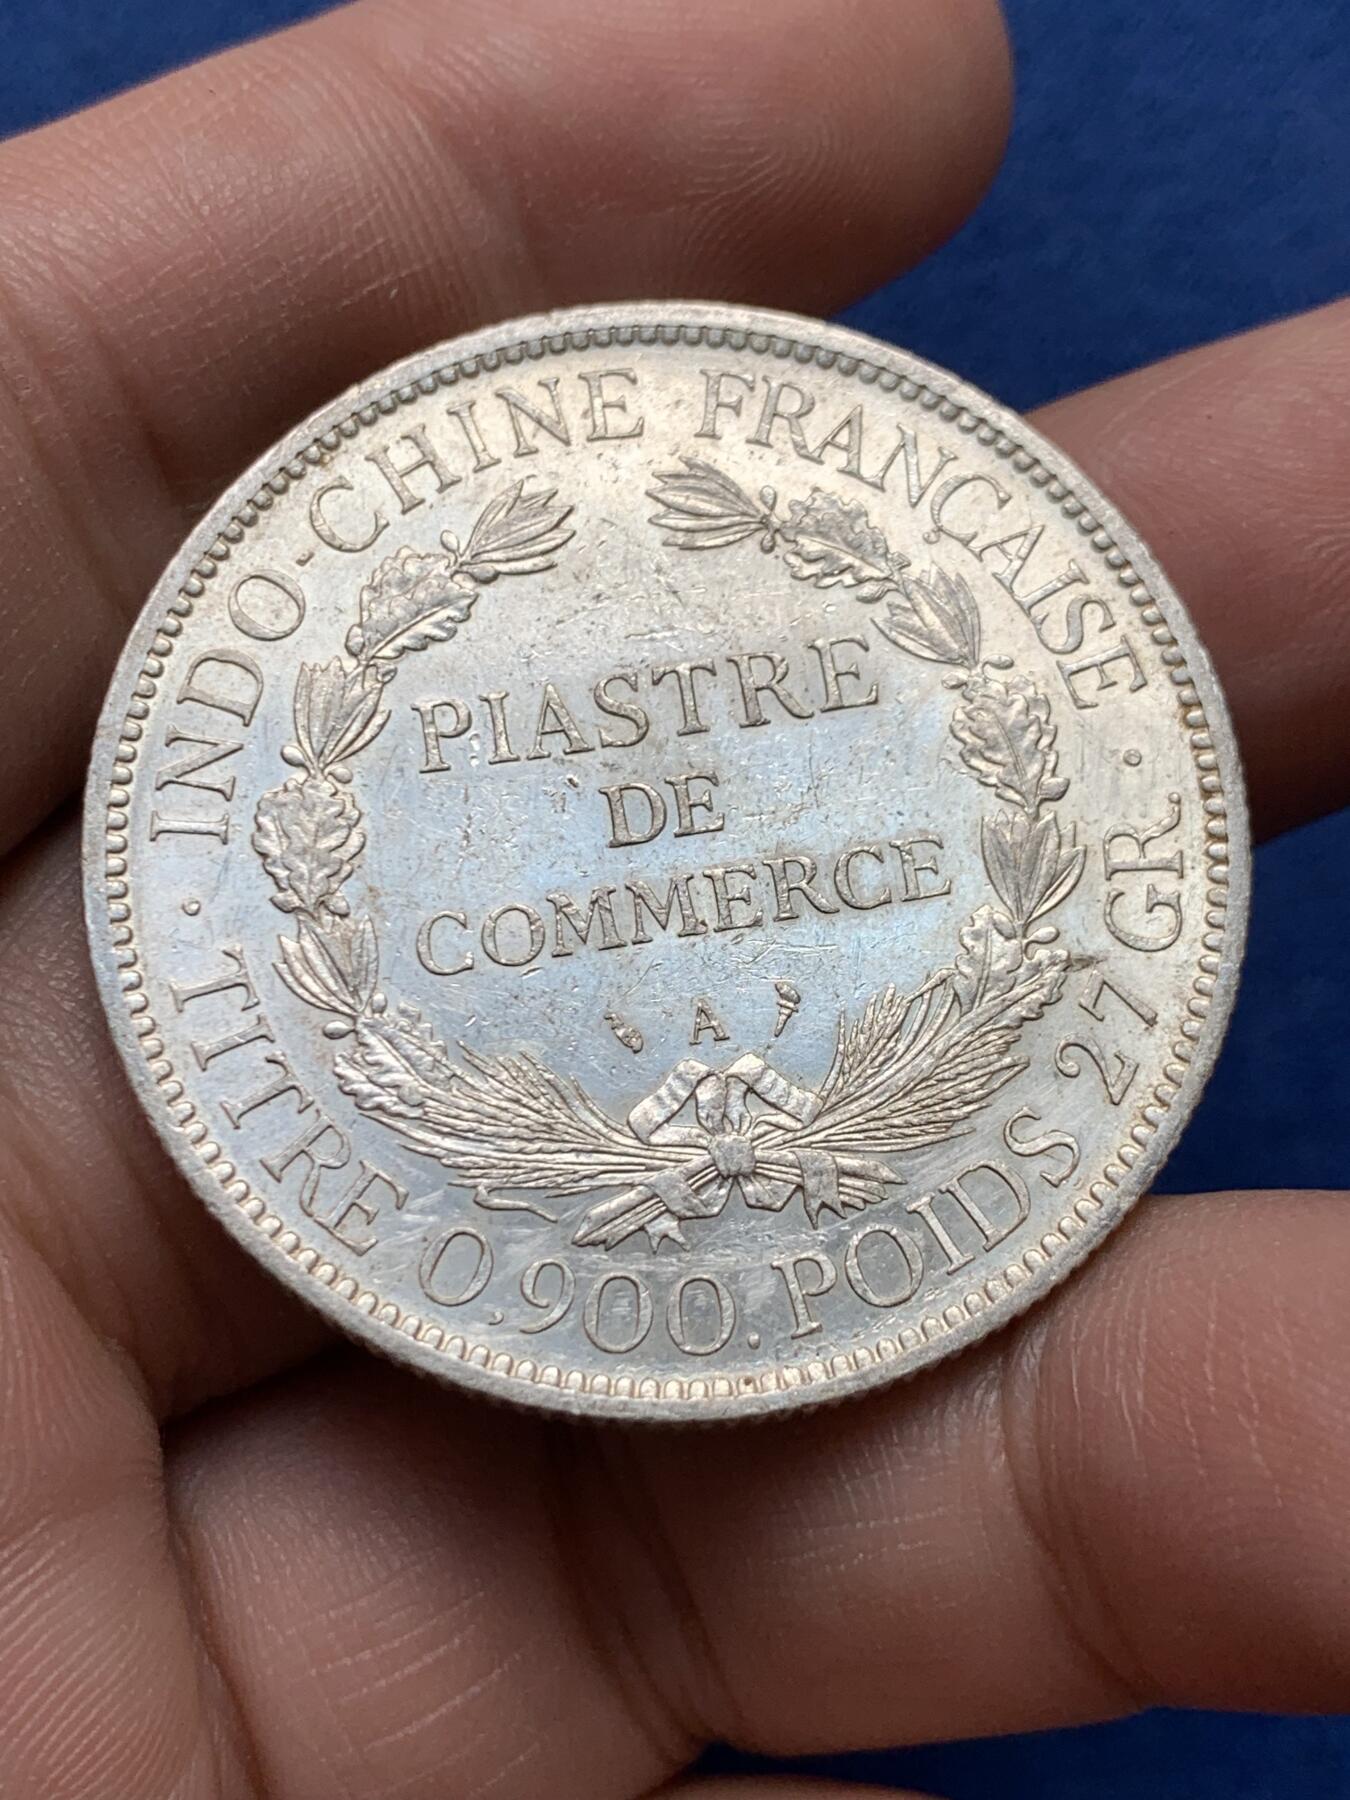 · INDO-CHINE FRANÇAISE ·
PIASTRE
DE
COMMERCE
A
TITRE 0,900. POIDS 27 GR.